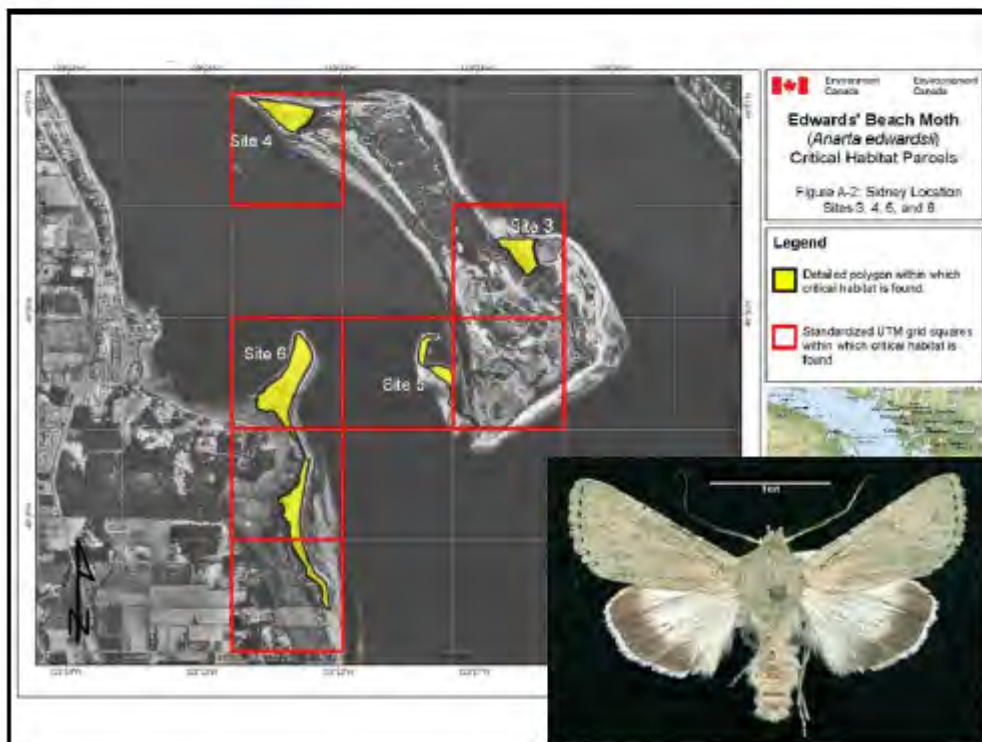 Environment Environnement
Canada Canada
Edwards' Beach Moth
(Anarta edwardsii)
Critical Habitat Parcels
Figure A-2: Sidney Location
Sites 3, 4, 5, and 6
Legend
Detailed polygon within which
critical habitat is found
Standardized UTM grid squares
within which critical habitat is
found
Site 4
Site 3
Site 6
Site 5